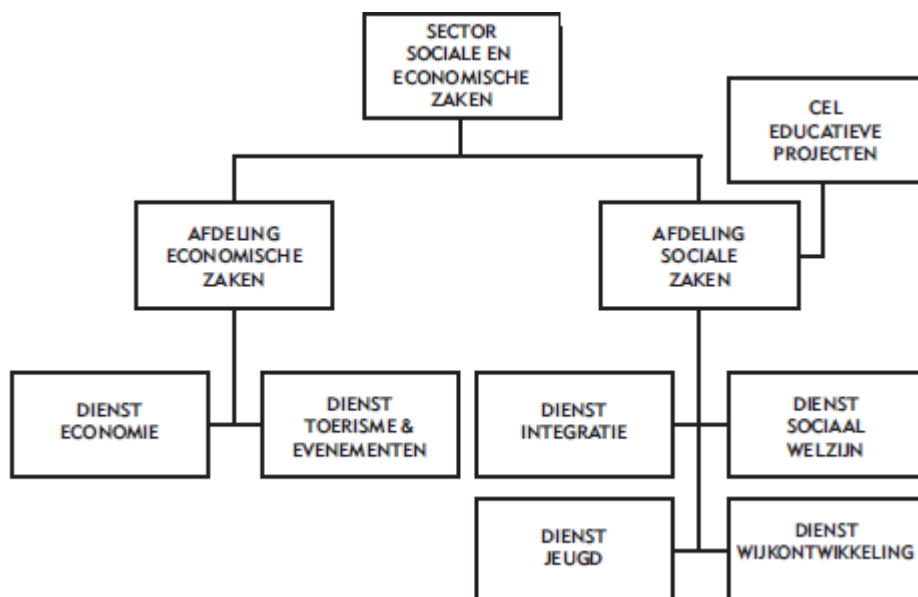 SECTOR
SOCIALE EN
ECONOMISCHE
ZAKEN
CEL
EDUCATIEVE
PROJECTEN
AFDELING
ECONOMISCHE
ZAKEN
AFDELING
SOCIALE
ZAKEN
DIENST
ECONOMIE
DIENST
TOERISME &
EVENEMENTEN
DIENST
INTEGRATIE
DIENST
SOCIAAL
WELZIJN
DIENST
JEUGD
DIENST
WIJKONTWIKKELING